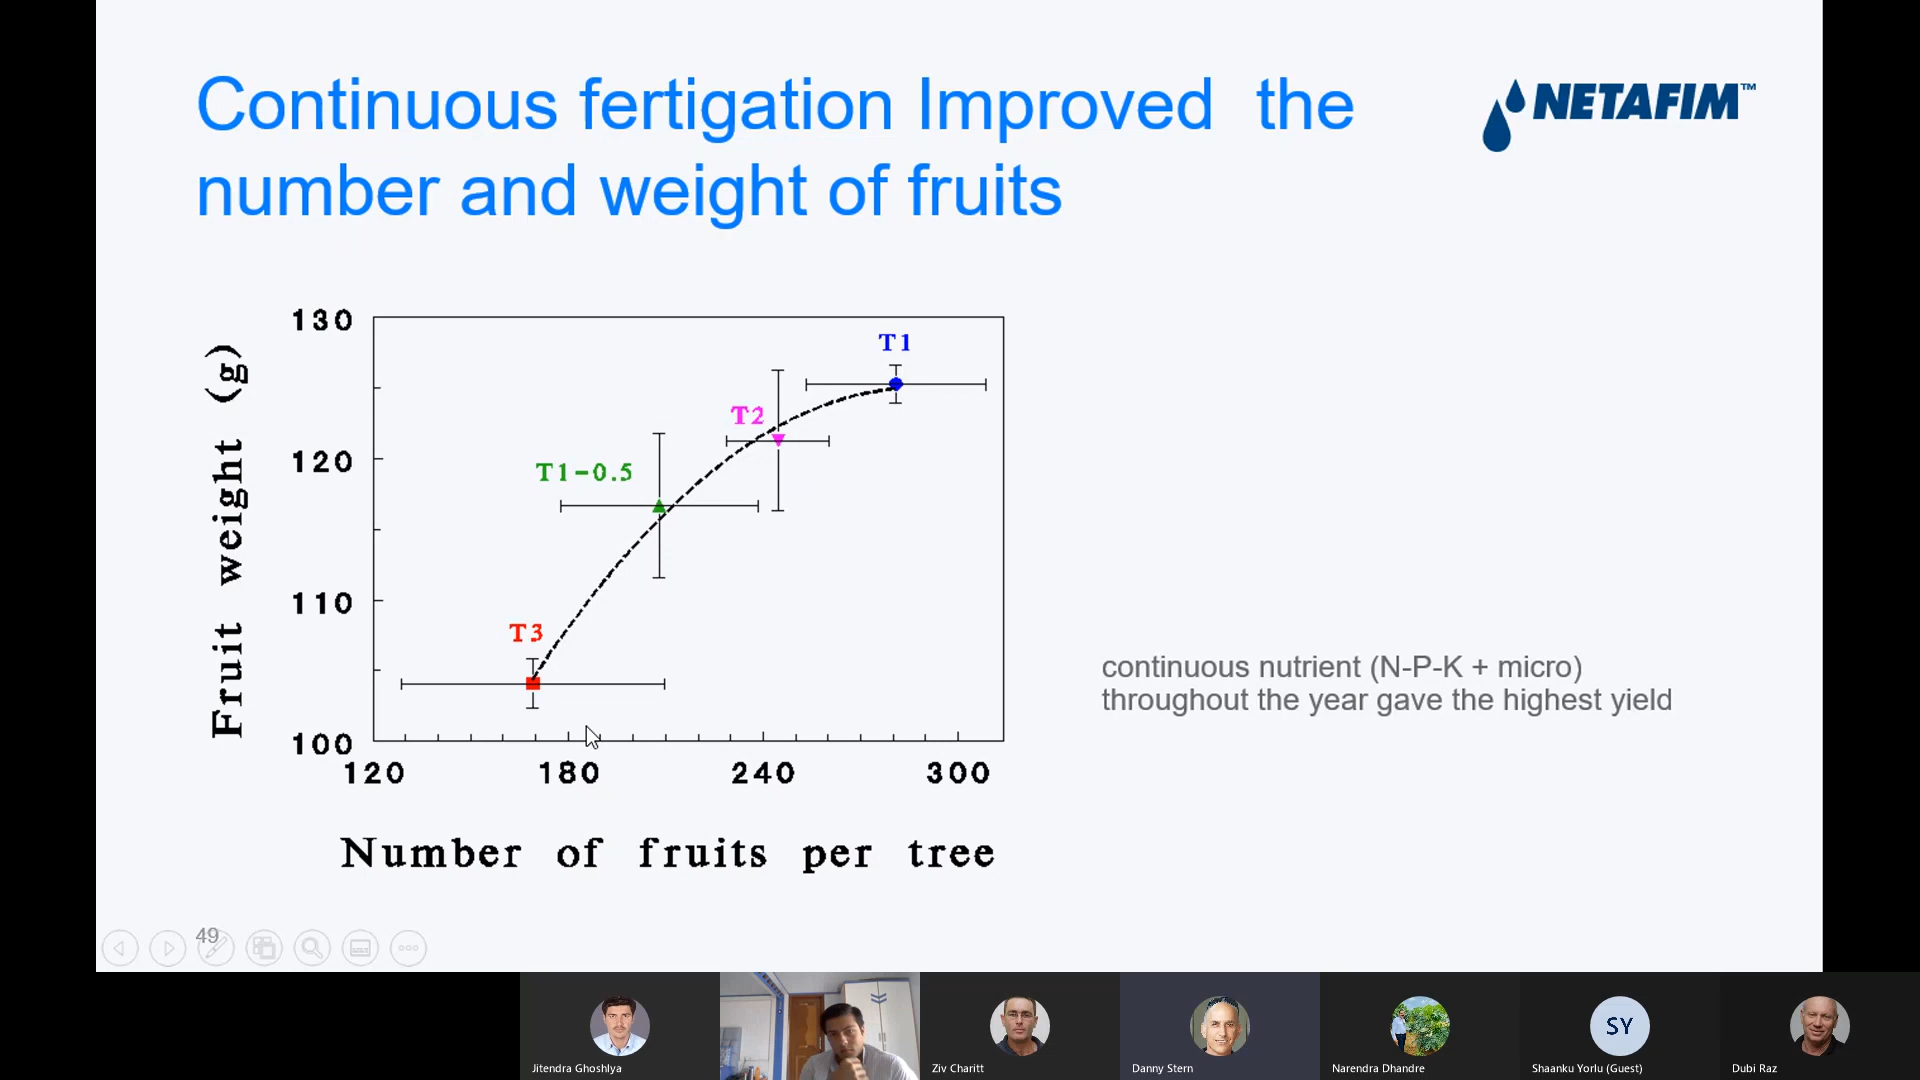 Continuous fertigation Improved the
number and weight of fruits
NETAFIM™
130
120
110
100
Fruit weight (g)
T1
T2
T1-0.5
T3
120 180 240 300
Number of fruits per tree
continuous nutrient (N-P-K + micro)
throughout the year gave the highest yield
49
Jitendra Ghoshlya
Ziv Charitt
Danny Stern
Narendra Dhandre
SY
Shaanku Yorlu (Guest)
Dubi Raz